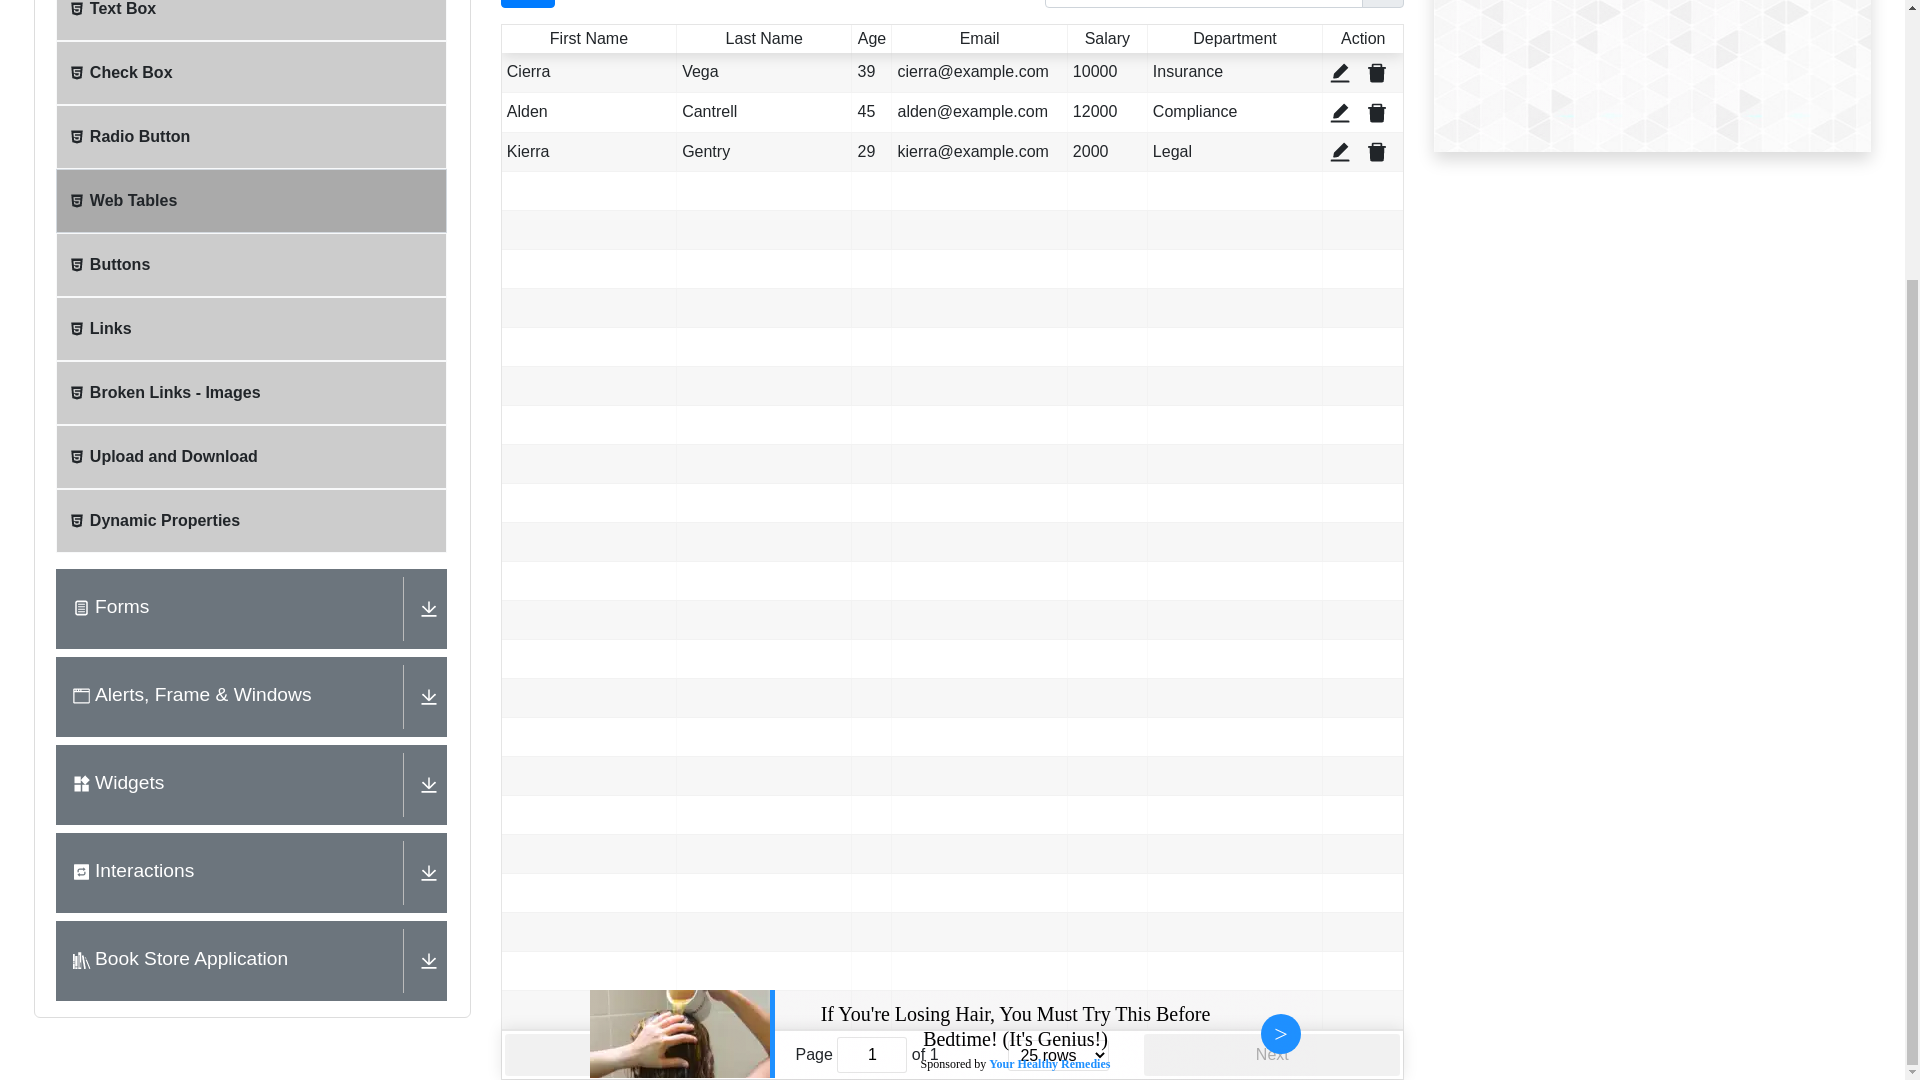 Text Box
Check Box
Radio Button
Web Tables
Buttons
Links
Broken Links - Images
Upload and Download
Dynamic Properties
Forms
Alerts, Frame & Windows
Widgets
Interactions
Book Store Application
First Name Last Name Age Email Salary Department Action
Cierra Vega 39 cierra@example.com 10000 Insurance
Alden Cantrell 45 alden@example.com 12000 Compliance
Kierra Gentry 29 kierra@example.com 2000 Legal
If You're Losing Hair, You Must Try This Before
Bedtime! (It's Genius!)
Sponsored by Your Healthy Remedies
>
Page 1 of 1 25 rows Next